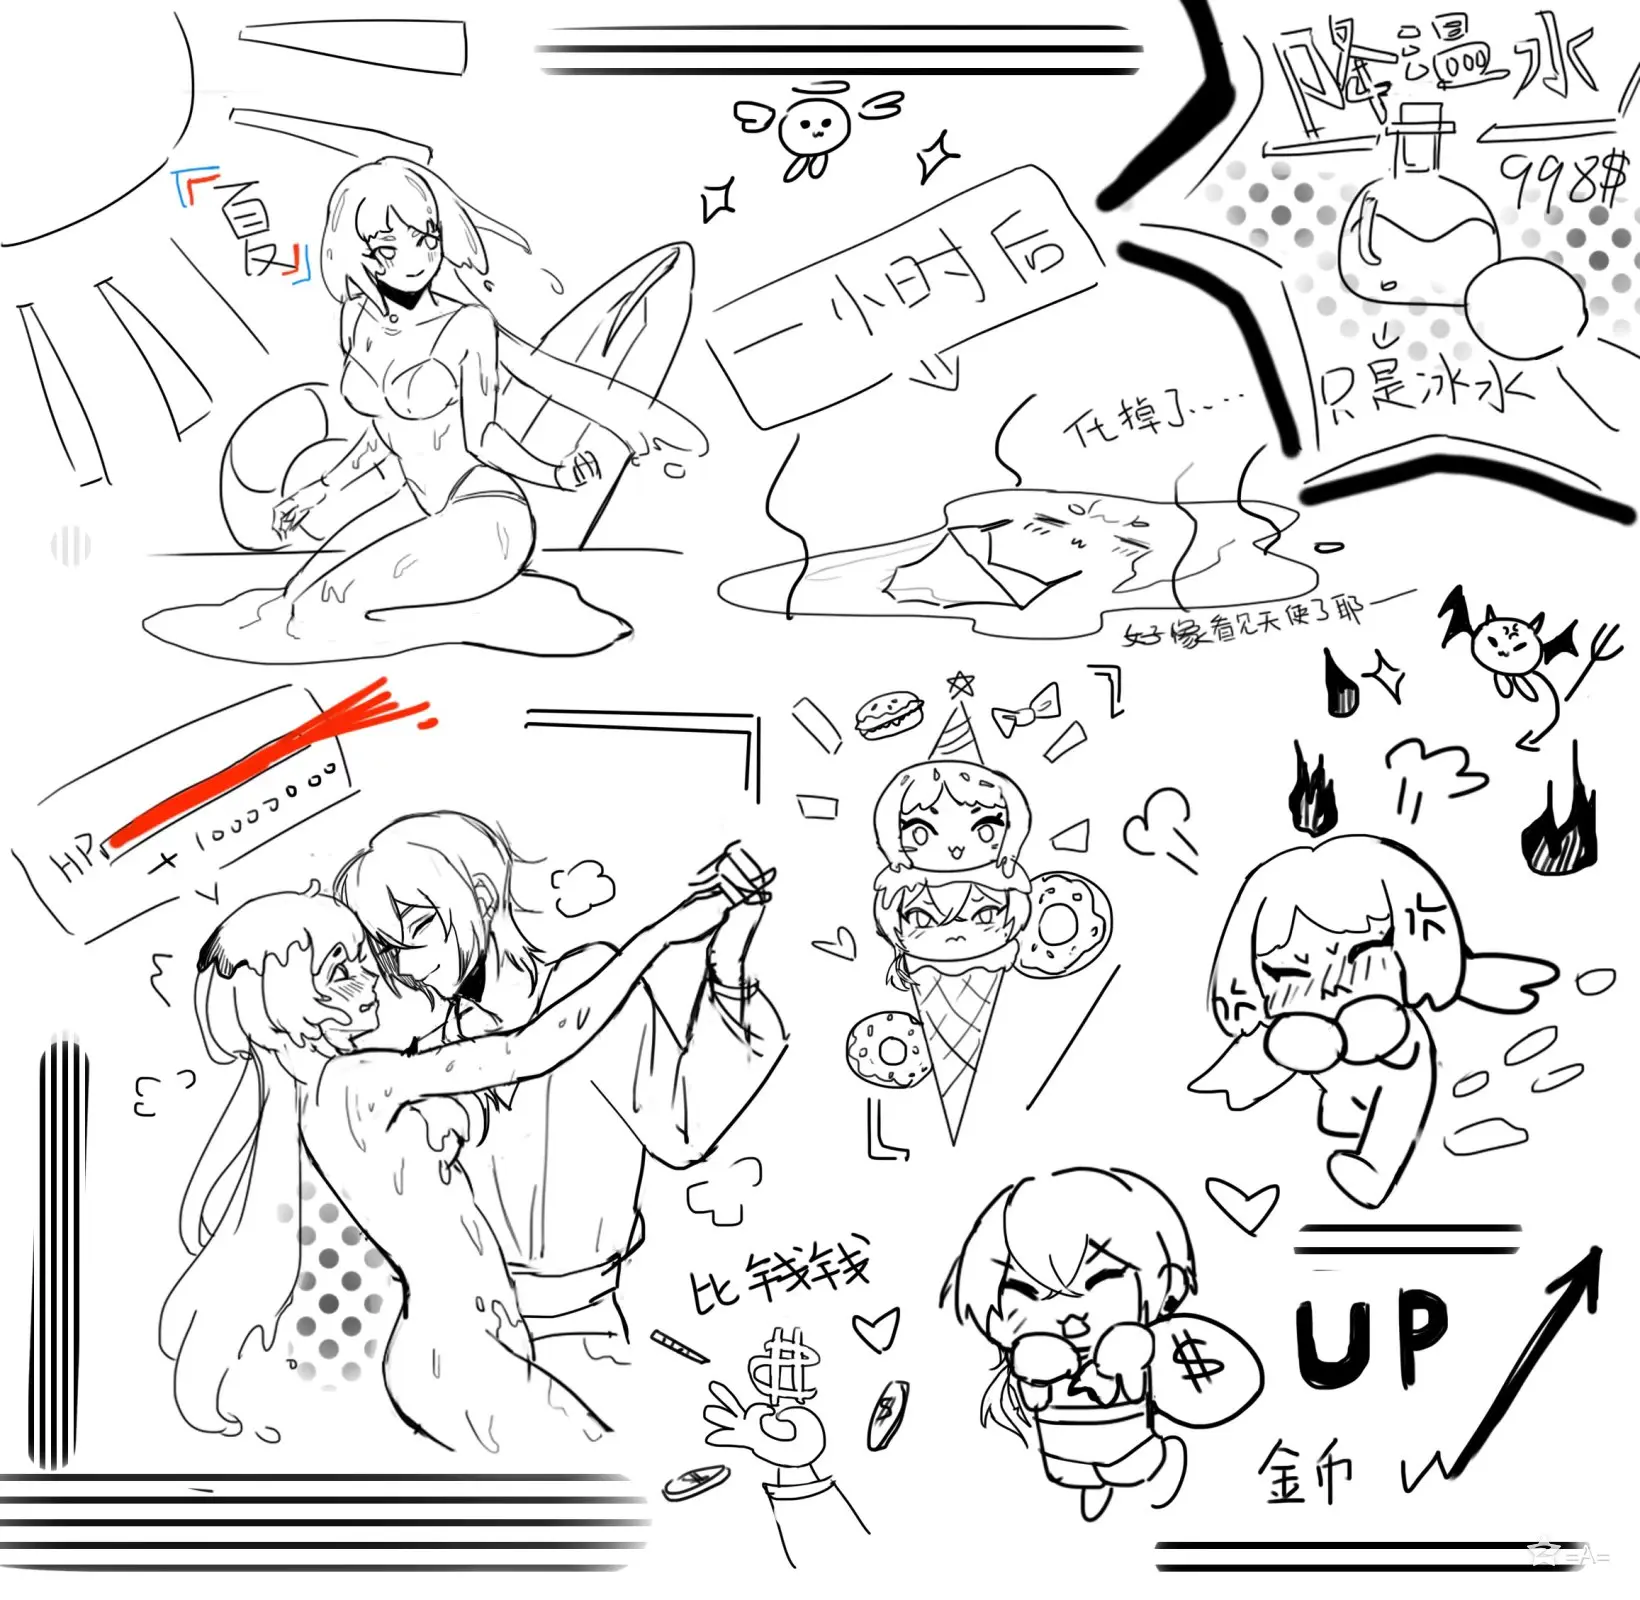 『夏』
一小时后
降温水
998$
只是冰水
化掉了.....
好像看见天使了耶—
HP
+10000000
比钱钱
$
$
UP
金币
=A=